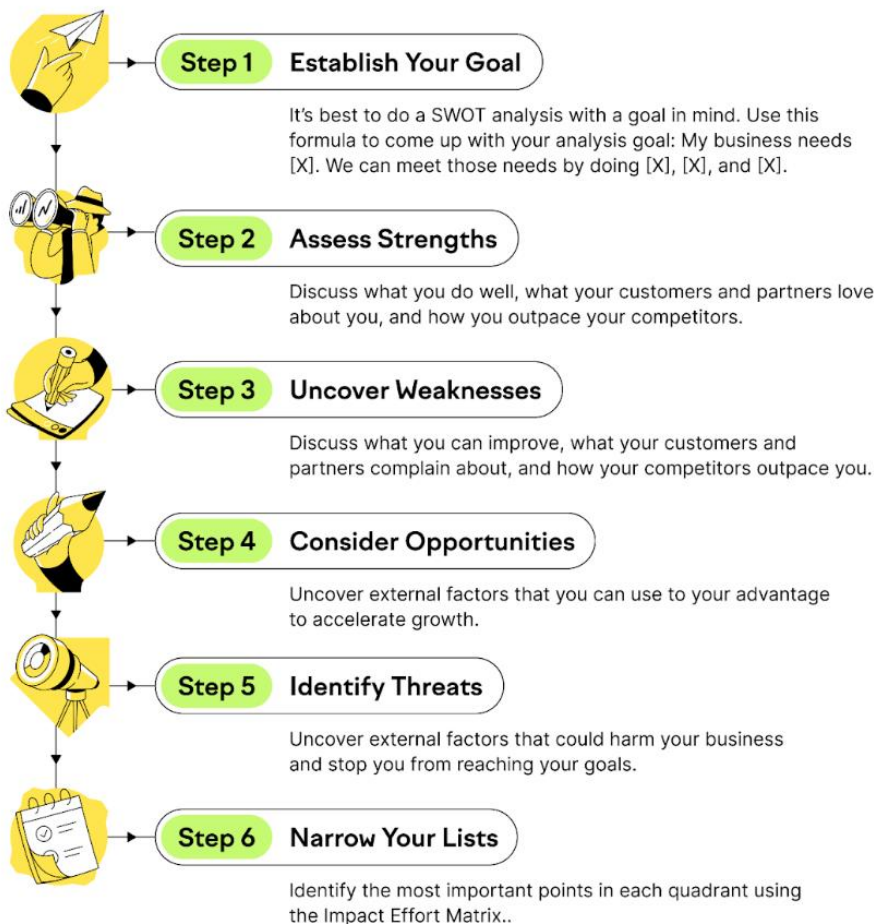 Step 1 Establish Your Goal
It’s best to do a SWOT analysis with a goal in mind. Use this
formula to come up with your analysis goal: My business needs
[X]. We can meet those needs by doing [X], [X], and [X].
Step 2 Assess Strengths
Discuss what you do well, what your customers and partners love
about you, and how you outpace your competitors.
Step 3 Uncover Weaknesses
Discuss what you can improve, what your customers and
partners complain about, and how your competitors outpace you.
Step 4 Consider Opportunities
Uncover external factors that you can use to your advantage
to accelerate growth.
Step 5 Identify Threats
Uncover external factors that could harm your business
and stop you from reaching your goals.
Step 6 Narrow Your Lists
Identify the most important points in each quadrant using
the Impact Effort Matrix..